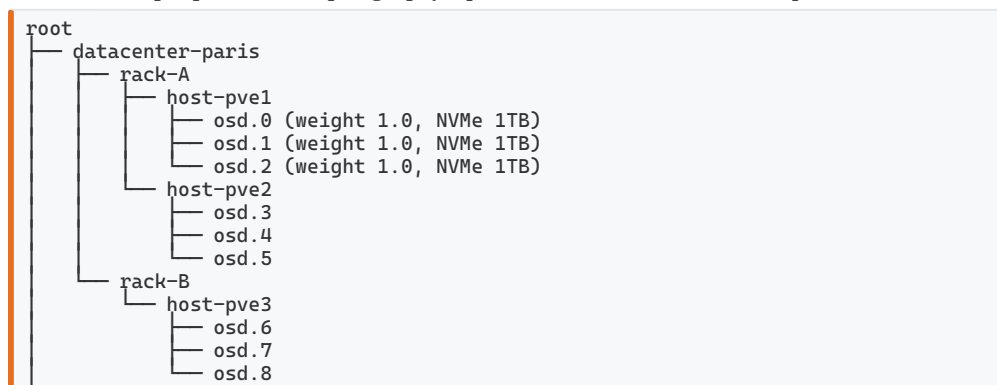 root
├── datacenter-paris
│   ├── rack-A
│   │   ├── host-pve1
│   │   │   ├── osd.0 (weight 1.0, NVMe 1TB)
│   │   │   ├── osd.1 (weight 1.0, NVMe 1TB)
│   │   │   └── osd.2 (weight 1.0, NVMe 1TB)
│   │   └── host-pve2
│   │       ├── osd.3
│   │       ├── osd.4
│   │       └── osd.5
│   └── rack-B
│       └── host-pve3
│           ├── osd.6
│           ├── osd.7
│           └── osd.8